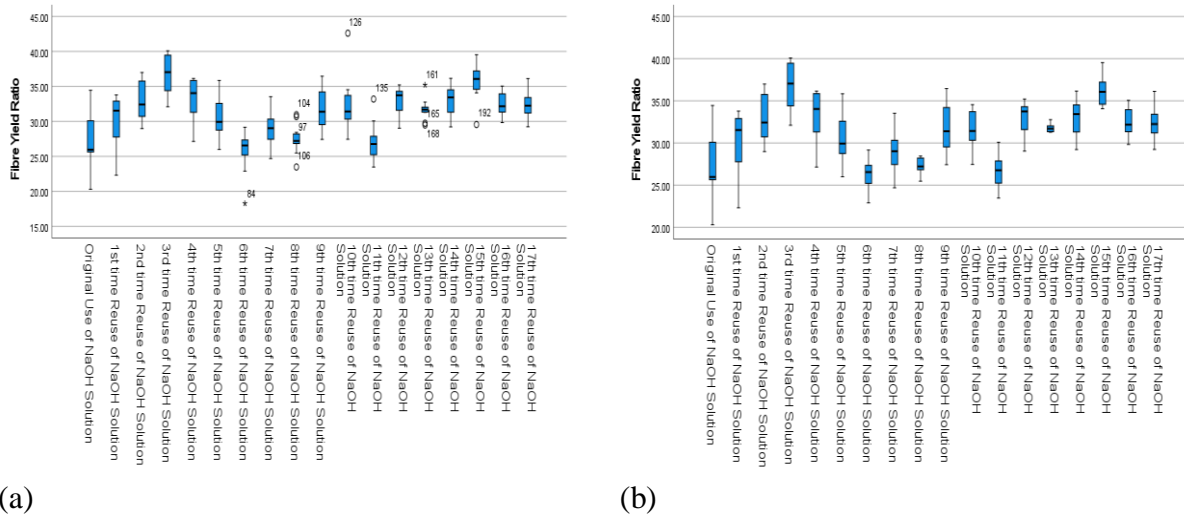 45.00
40.00
35.00
30.00
25.00
20.00
15.00
Fibre Yield Ratio
126
135
161
104
97
106
84
165
168
192
Original Use of NaOH Solution
1st time Reuse of NaOH Solution
2nd time Reuse of NaOH Solution
3rd time Reuse of NaOH Solution
4th time Reuse of NaOH Solution
5th time Reuse of NaOH Solution
6th time Reuse of NaOH Solution
7th time Reuse of NaOH Solution
8th time Reuse of NaOH Solution
9th time Reuse of NaOH Solution
10th time Reuse of NaOH
Solution
11th time Reuse of NaOH
Solution
12th time Reuse of NaOH
Solution
13th time Reuse of NaOH
Solution
14th time Reuse of NaOH
Solution
15th time Reuse of NaOH
Solution
16th time Reuse of NaOH
Solution
17th time Reuse of NaOH
Solution
(a)
45.00
40.00
35.00
30.00
25.00
20.00
Fibre Yield Ratio
Original Use of NaOH Solution
1st time Reuse of NaOH Solution
2nd time Reuse of NaOH Solution
3rd time Reuse of NaOH Solution
4th time Reuse of NaOH Solution
5th time Reuse of NaOH Solution
6th time Reuse of NaOH Solution
7th time Reuse of NaOH Solution
8th time Reuse of NaOH Solution
9th time Reuse of NaOH Solution
10th time Reuse of NaOH
Solution
11th time Reuse of NaOH
Solution
12th time Reuse of NaOH
Solution
13th time Reuse of NaOH
Solution
14th time Reuse of NaOH
Solution
15th time Reuse of NaOH
Solution
16th time Reuse of NaOH
Solution
17th time Reuse of NaOH
Solution
(b)